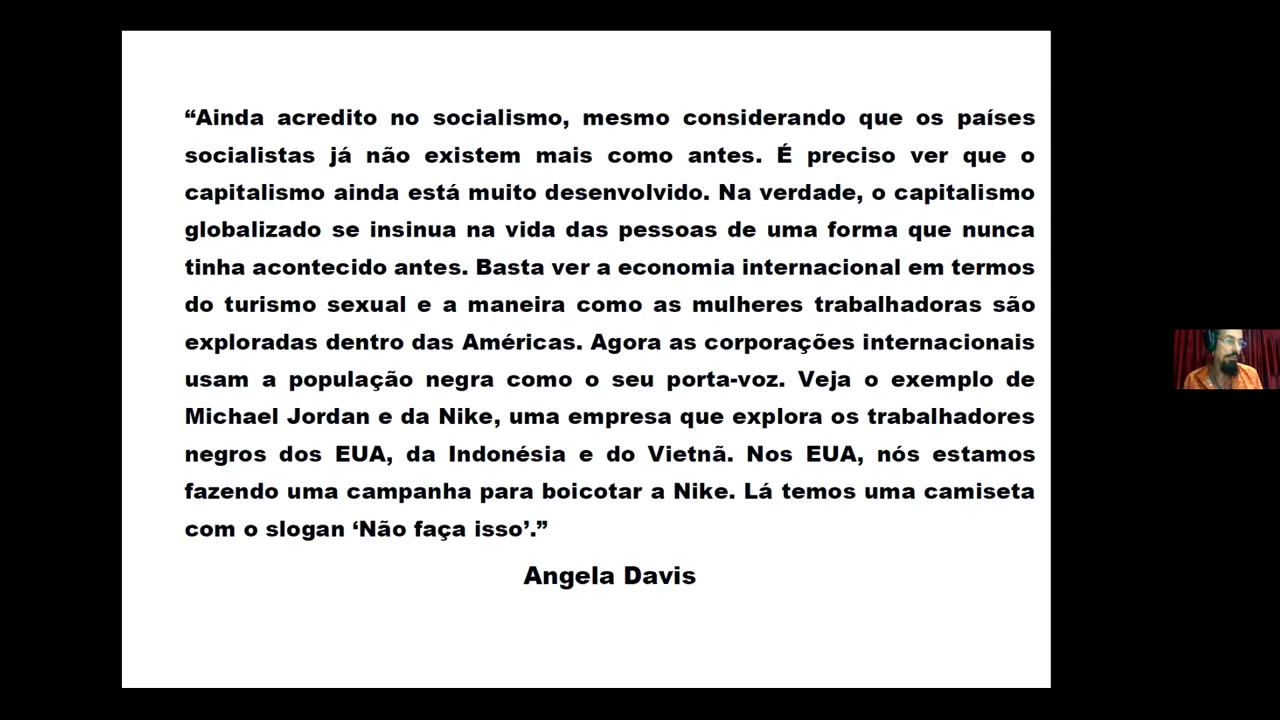 “Ainda acredito no socialismo, mesmo considerando que os países
socialistas já não existem mais como antes. É preciso ver que o
capitalismo ainda está muito desenvolvido. Na verdade, o capitalismo
globalizado se insinua na vida das pessoas de uma forma que nunca
tinha acontecido antes. Basta ver a economia internacional em termos
do turismo sexual e a maneira como as mulheres trabalhadoras são
exploradas dentro das Américas. Agora as corporações internacionais
usam a população negra como o seu porta-voz. Veja o exemplo de
Michael Jordan e da Nike, uma empresa que explora os trabalhadores
negros dos EUA, da Indonésia e do Vietnã. Nos EUA, nós estamos
fazendo uma campanha para boicotar a Nike. Lá temos uma camiseta
com o slogan ‘Não faça isso’.”
Angela Davis